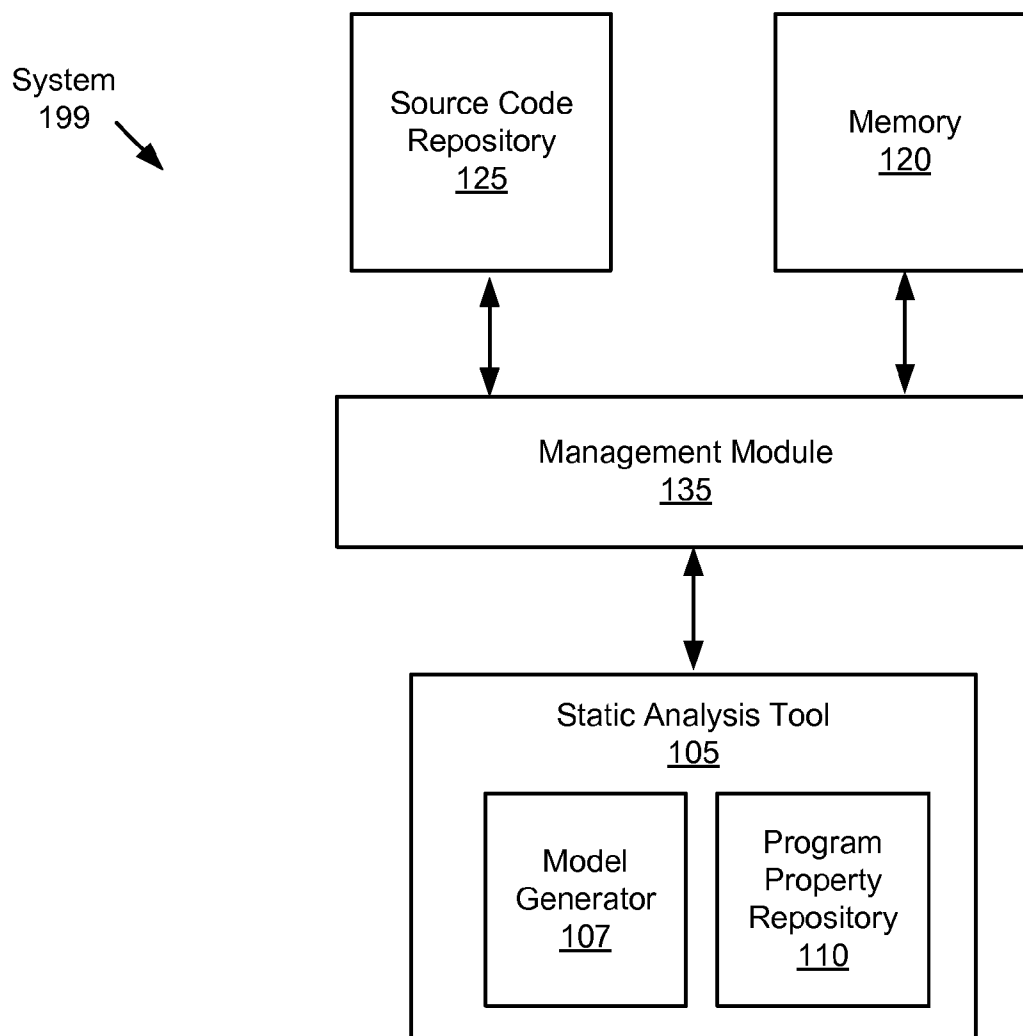 System
199
Source Code
Repository
125
Memory
120
Management Module
135
Static Analysis Tool
105
Model
Generator
107
Program
Property
Repository
110